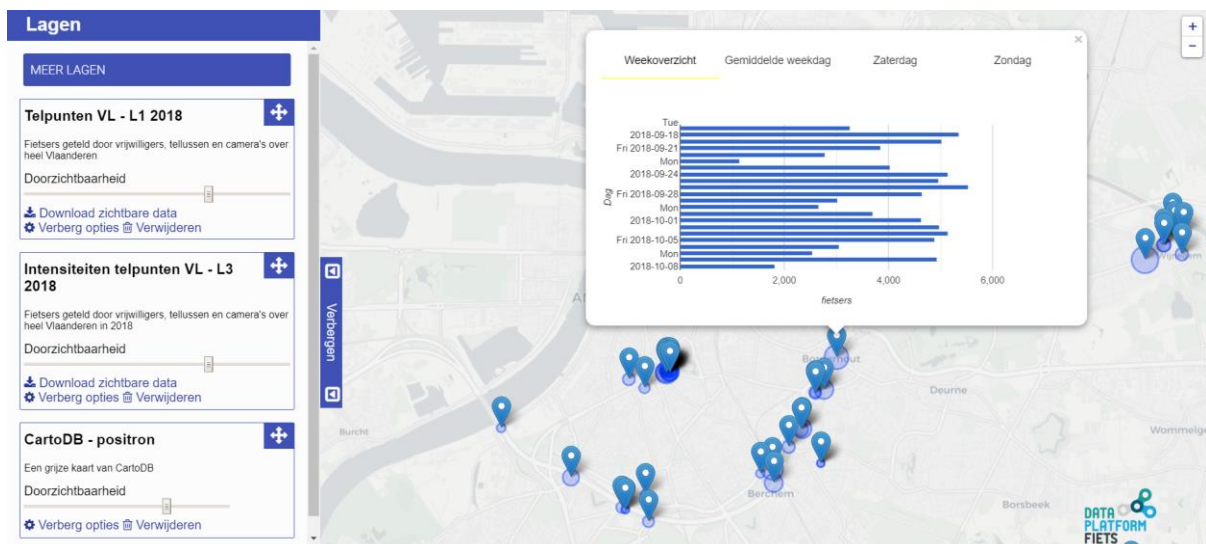 Lagen
MEER LAGEN
Telpunten VL - L1 2018
Fietsers geteld door vrijwilligers, tellussen en camera's over
heel Vlaanderen
Doorzichtbaarheid
Download zichtbare data
Verberg opties Verwijderen
Intensiteiten telpunten VL - L3
2018
Fietsers geteld door vrijwilligers, tellussen en camera's over
heel Vlaanderen in 2018
Doorzichtbaarheid
Download zichtbare data
Verberg opties Verwijderen
CartoDB - positron
Een grijze kaart van CartoDB
Doorzichtbaarheid
Verberg opties Verwijderen
Verbergen
Weekoverzicht Gemiddelde weekdag Zaterdag Zondag
×
Dag
Tue
2018-09-18
Fri 2018-09-21
Mon
2018-09-24
Fri 2018-09-28
Mon
2018-10-01
Fri 2018-10-05
Mon
2018-10-08
0 2,000 4,000 6,000
fietsers
+
−
Deurne
Burcht
Berchem
Borsbeek
DATA
PLATFORM
FIETS